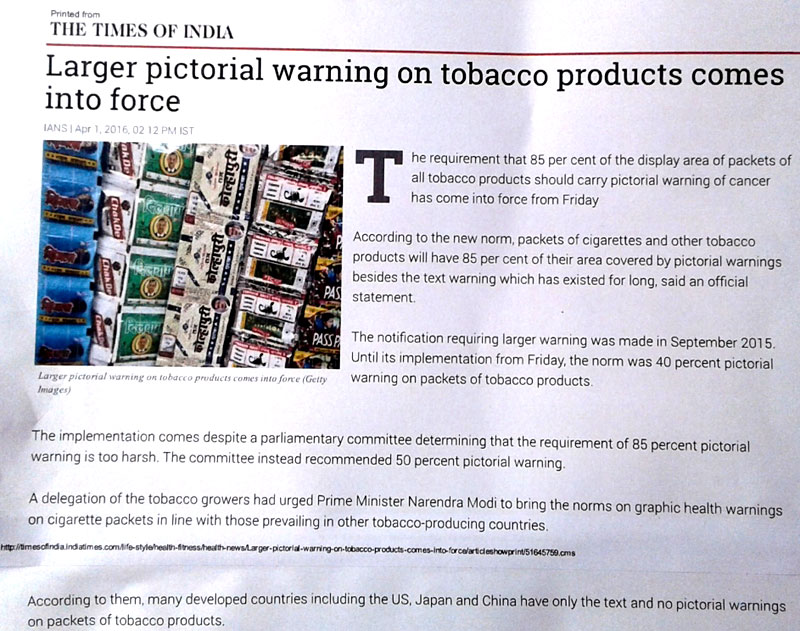 Printed from
THE TIMES OF INDIA
Larger pictorial warning on tobacco products comes
into force
IANS | Apr 1, 2016, 02.12 PM IST
The requirement that 85 per cent of the display area of packets of
all tobacco products should carry pictorial warning of cancer
has come into force from Friday
According to the new norm, packets of cigarettes and other tobacco
products will have 85 per cent of their area covered by pictorial warnings
besides the text warning which has existed for long, said an official
statement.
The notification requiring larger warning was made in September 2015.
Until its implementation from Friday, the norm was 40 percent pictorial
warning on packets of tobacco products.
ChakDe
कोल्हापुरी
PASS PASS
Larger pictorial warning on tobacco products comes into force (Getty
Images)
The implementation comes despite a parliamentary committee determining that the requirement of 85 percent pictorial
warning is too harsh. The committee instead recommended 50 percent pictorial warning.
A delegation of the tobacco growers had urged Prime Minister Narendra Modi to bring the norms on graphic health warnings
on cigarette packets in line with those prevailing in other tobacco-producing countries.
http://timesofindia.indiatimes.com/life-style/health-fitness/health-news/Larger-pictorial-warning-on-tobacco-products-comes-into-force/articleshowprint/51645759.cms
According to them, many developed countries including the US, Japan and China have only the text and no pictorial warnings
on packets of tobacco products.